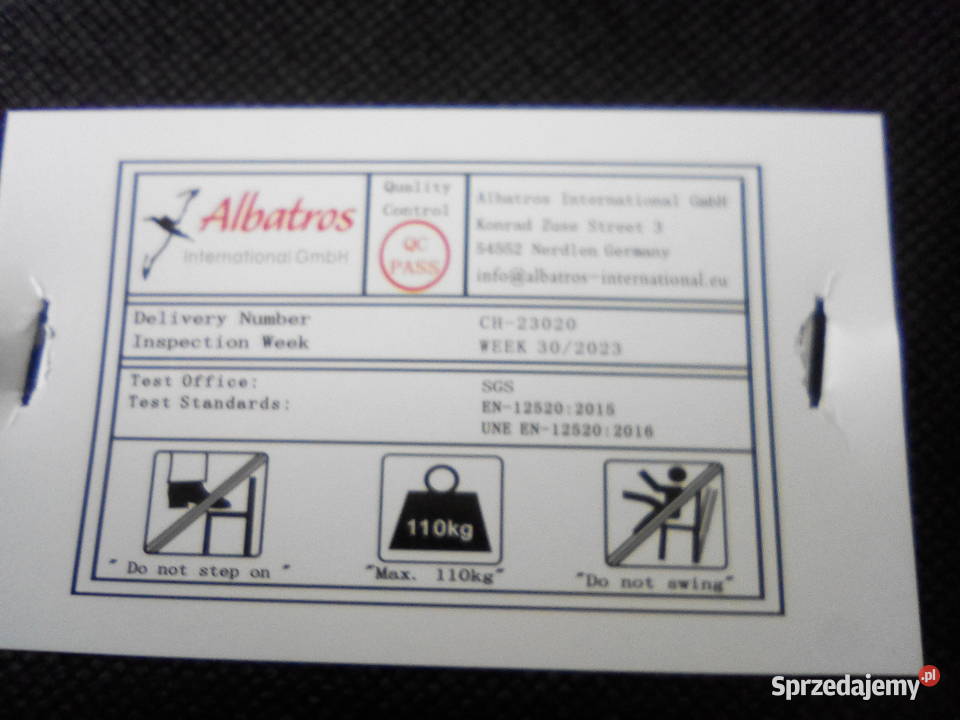 Albatros
International GmbH
Quality
Control
QC
PASS
Albatros International GmbH
Konrad Zuse Street 3
54552 Nerdlen Germany
info@albatros-international.eu
Delivery Number CH-23020
Inspection Week WEEK 30/2023
Test Office: SGS
Test Standards: EN-12520:2015
UNE EN-12520:2016
110kg
" Do not step on "
"Max. 110kg"
"Do not swing"
Sprzedajemy.pl